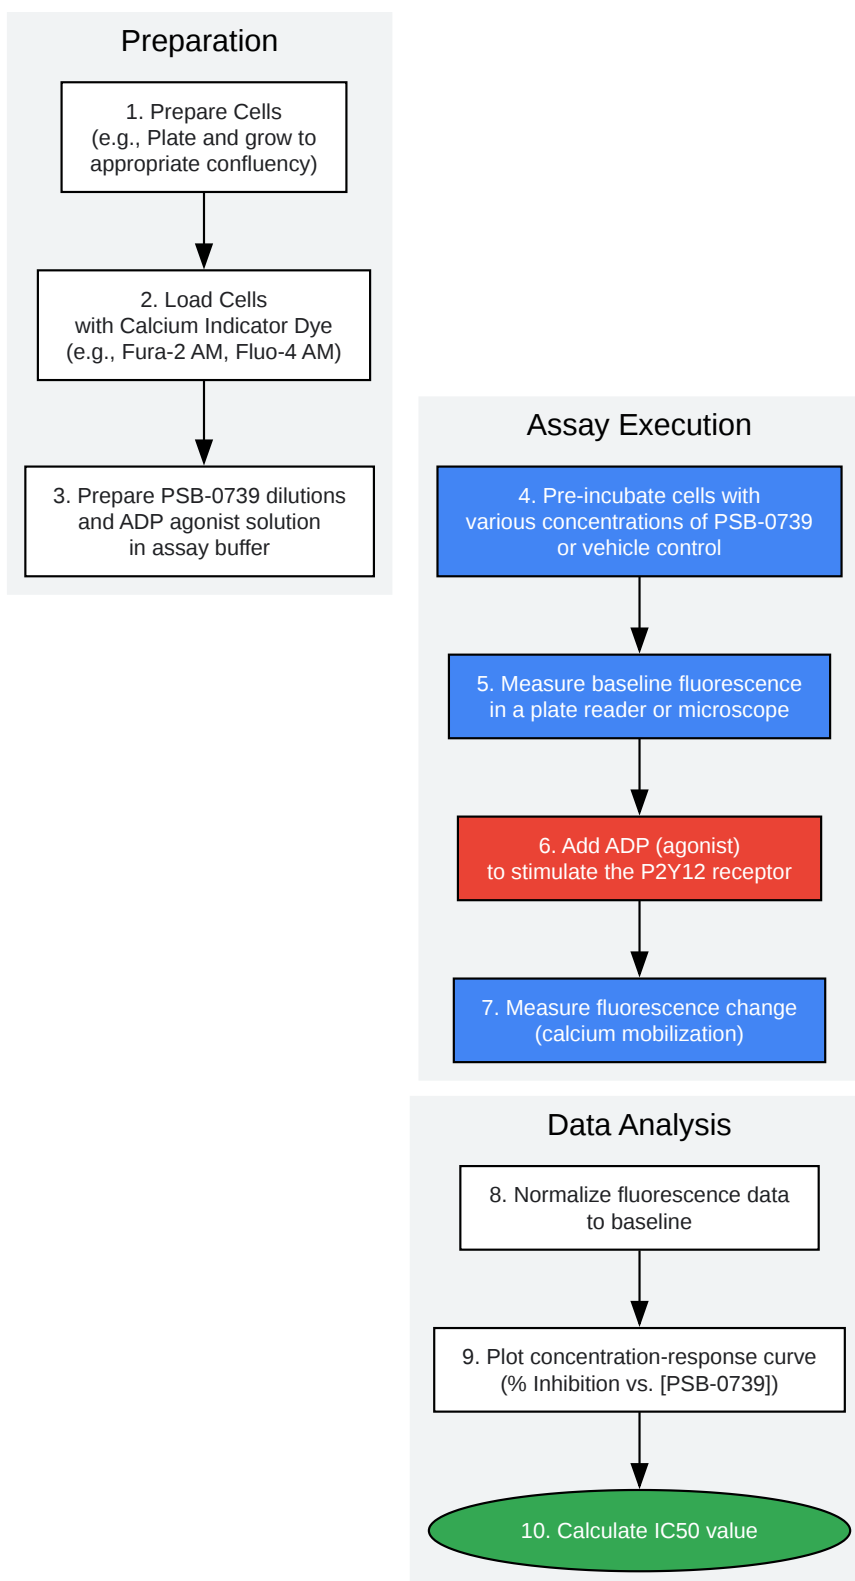 Preparation
1. Prepare Cells
(e.g., Plate and grow to
appropriate confluency)
2. Load Cells
with Calcium Indicator Dye
(e.g., Fura-2 AM, Fluo-4 AM)
3. Prepare PSB-0739 dilutions
and ADP agonist solution
in assay buffer
Assay Execution
4. Pre-incubate cells with
various concentrations of PSB-0739
or vehicle control
5. Measure baseline fluorescence
in a plate reader or microscope
6. Add ADP (agonist)
to stimulate the P2Y12 receptor
7. Measure fluorescence change
(calcium mobilization)
Data Analysis
8. Normalize fluorescence data
to baseline
9. Plot concentration-response curve
(% Inhibition vs. [PSB-0739])
10. Calculate IC50 value